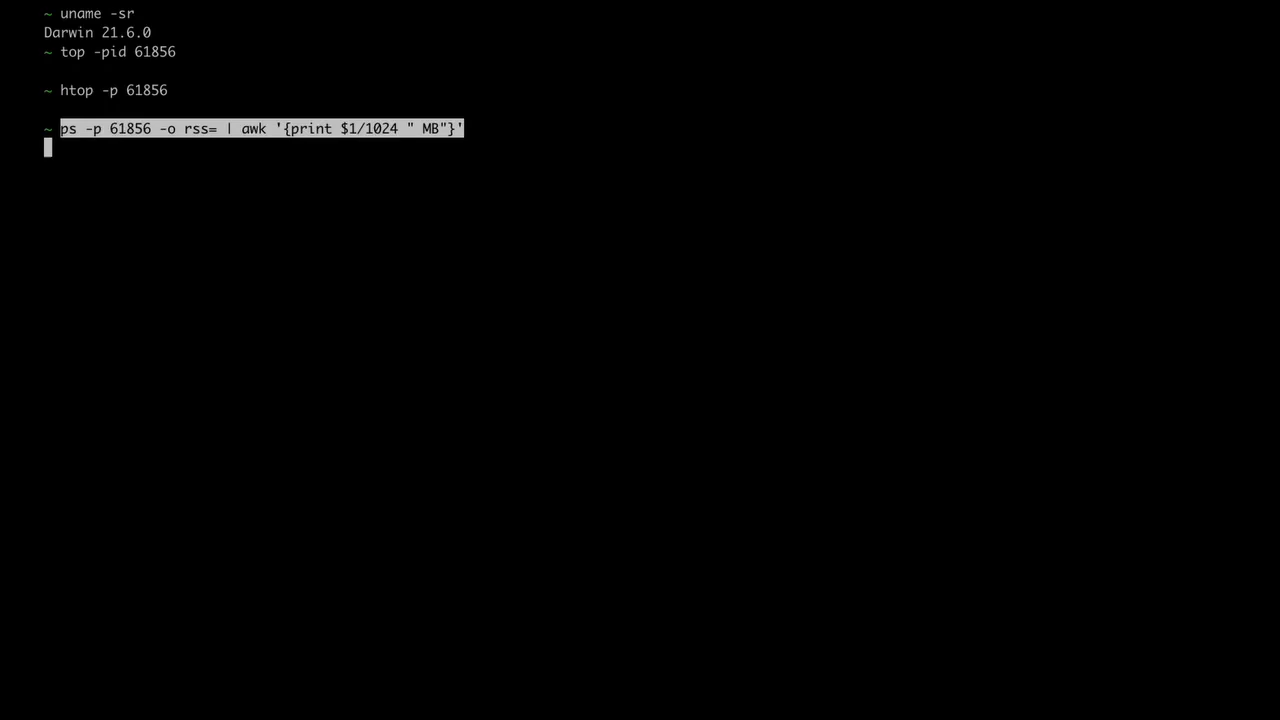 ~ uname -sr
Darwin 21.6.0
~ top -pid 61856
~ htop -p 61856
~ ps -p 61856 -o rss= | awk '{print $1/1024 " MB"}'